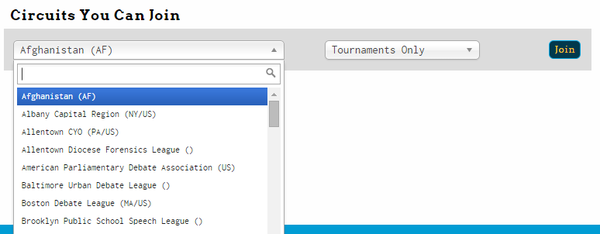 Circuits You Can Join
Afghanistan (AF)
Tournaments Only
Join
Afghanistan (AF)
Albany Capital Region (NY/US)
Allentown CYO (PA/US)
Allentown Diocese Forensics League ()
American Parliamentary Debate Association (US)
Baltimore Urban Debate League ()
Boston Debate League (MA/US)
Brooklyn Public School Speech League ()